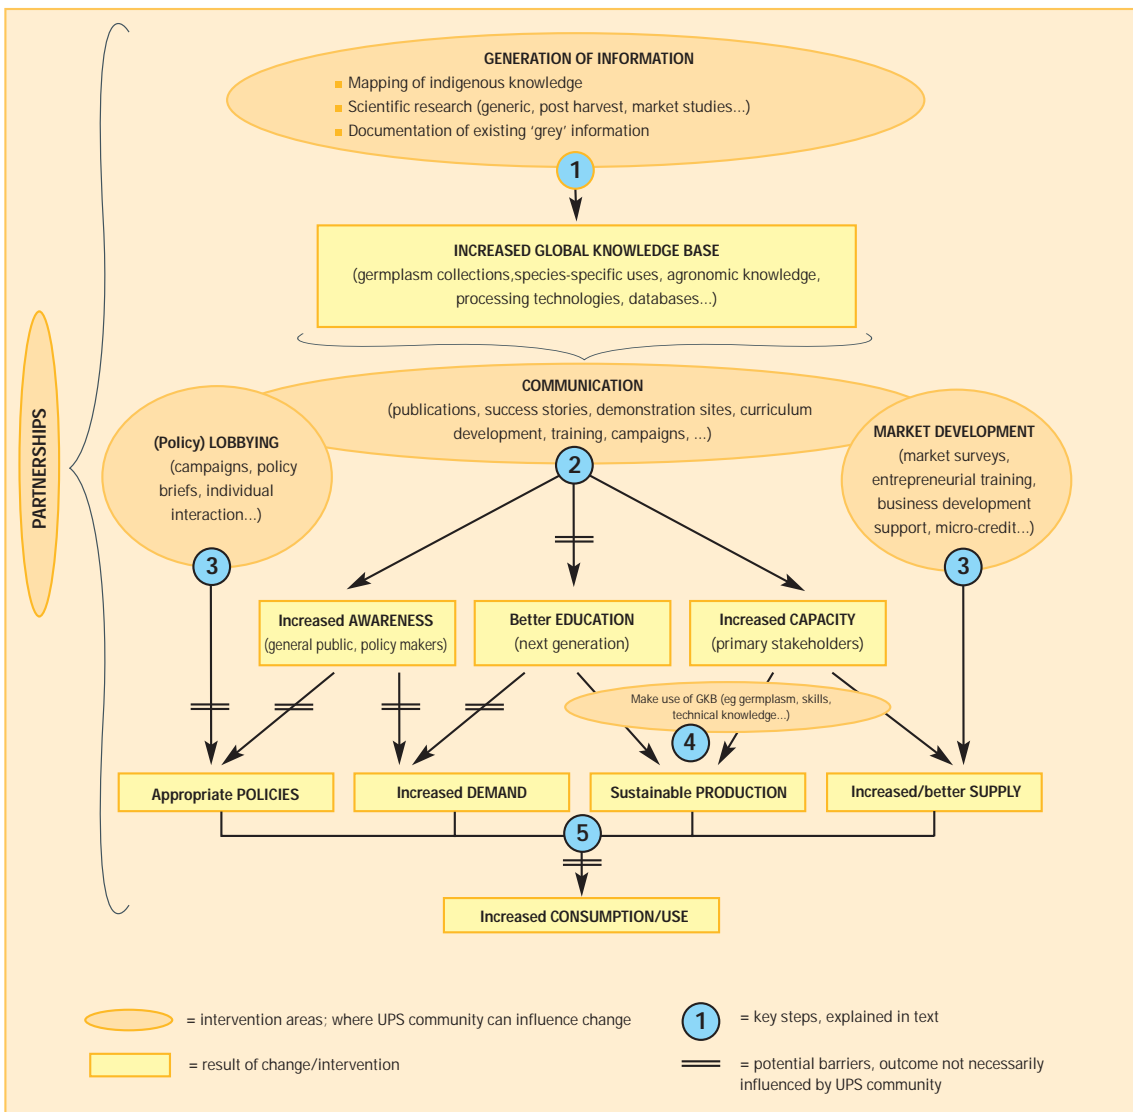 GENERATION OF INFORMATION
Mapping of indigenous knowledge
Scientific research (generic, post harvest, market studies...)
Documentation of existing ‘grey’ information
1
INCREASED GLOBAL KNOWLEDGE BASE
(germplasm collections,species-specific uses, agronomic knowledge,
processing technologies, databases...)
PARTNERSHIPS
COMMUNICATION
(publications, success stories, demonstration sites, curriculum
development, training, campaigns, ...)
2
(Policy) LOBBYING
(campaigns, policy
briefs, individual
interaction...)
3
MARKET DEVELOPMENT
(market surveys,
entrepreneurial training,
business development
support, micro-credit...)
3
Increased AWARENESS
(general public, policy makers)
Better EDUCATION
(next generation)
Increased CAPACITY
(primary stakeholders)
Make use of GKB (eg germplasm, skills,
technical knowledge...)
4
Appropriate POLICIES
Increased DEMAND
Sustainable PRODUCTION
Increased/better SUPPLY
5
Increased CONSUMPTION/USE
= intervention areas; where UPS community can influence change
= result of change/intervention
1
= key steps, explained in text
= potential barriers, outcome not necessarily
influenced by UPS community